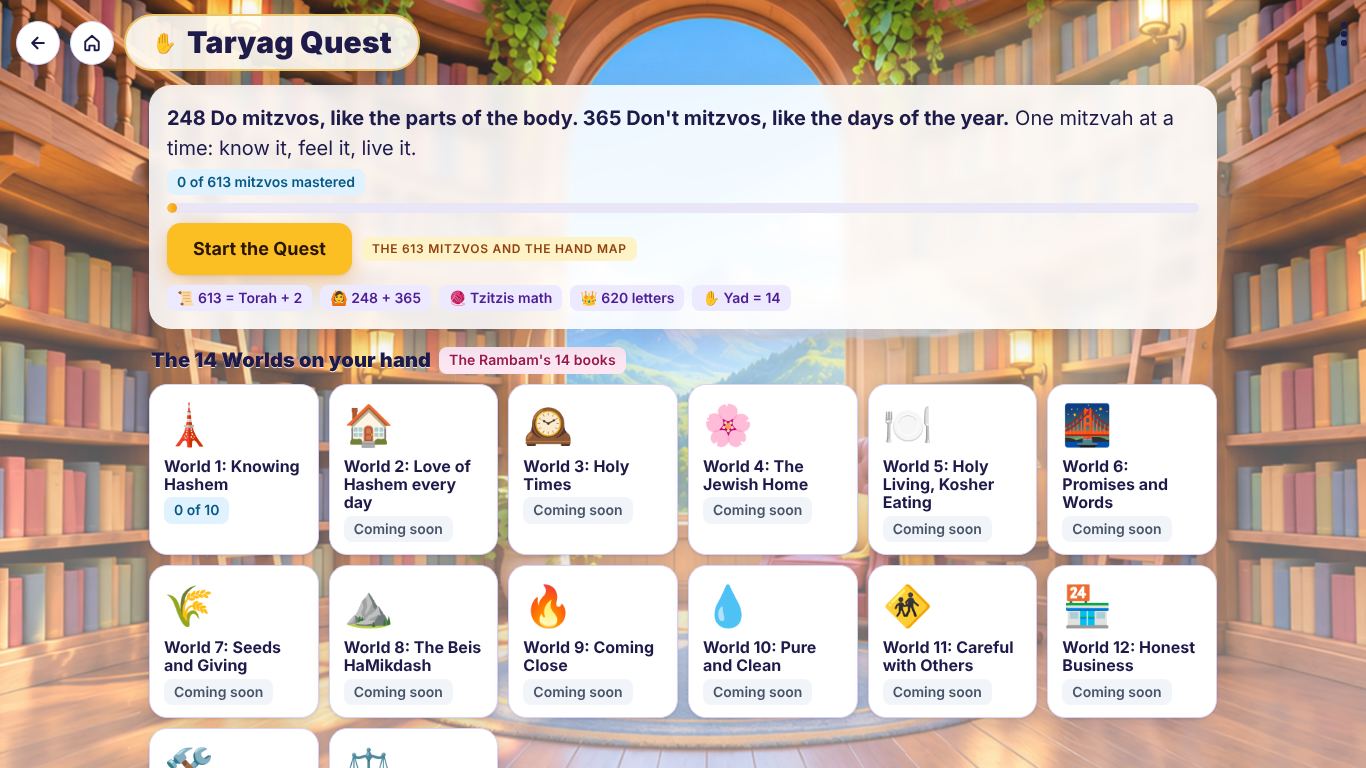 Taryag Quest
248 Do mitzvos, like the parts of the body. 365 Don't mitzvos, like the days of the year. One mitzvah at a
time: know it, feel it, live it.
0 of 613 mitzvos mastered
Start the Quest
THE 613 MITZVOS AND THE HAND MAP
613 = Torah + 2
248 + 365
Tzitzis math
620 letters
Yad = 14
The 14 Worlds on your hand
The Rambam's 14 books
World 1: Knowing
Hashem
0 of 10
World 2: Love of
Hashem every
day
Coming soon
World 3: Holy
Times
Coming soon
World 4: The
Jewish Home
Coming soon
World 5: Holy
Living, Kosher
Eating
Coming soon
World 6:
Promises and
Words
Coming soon
World 7: Seeds
and Giving
Coming soon
World 8: The Beis
HaMikdash
Coming soon
World 9: Coming
Close
Coming soon
World 10: Pure
and Clean
Coming soon
World 11: Careful
with Others
Coming soon
24
World 12: Honest
Business
Coming soon